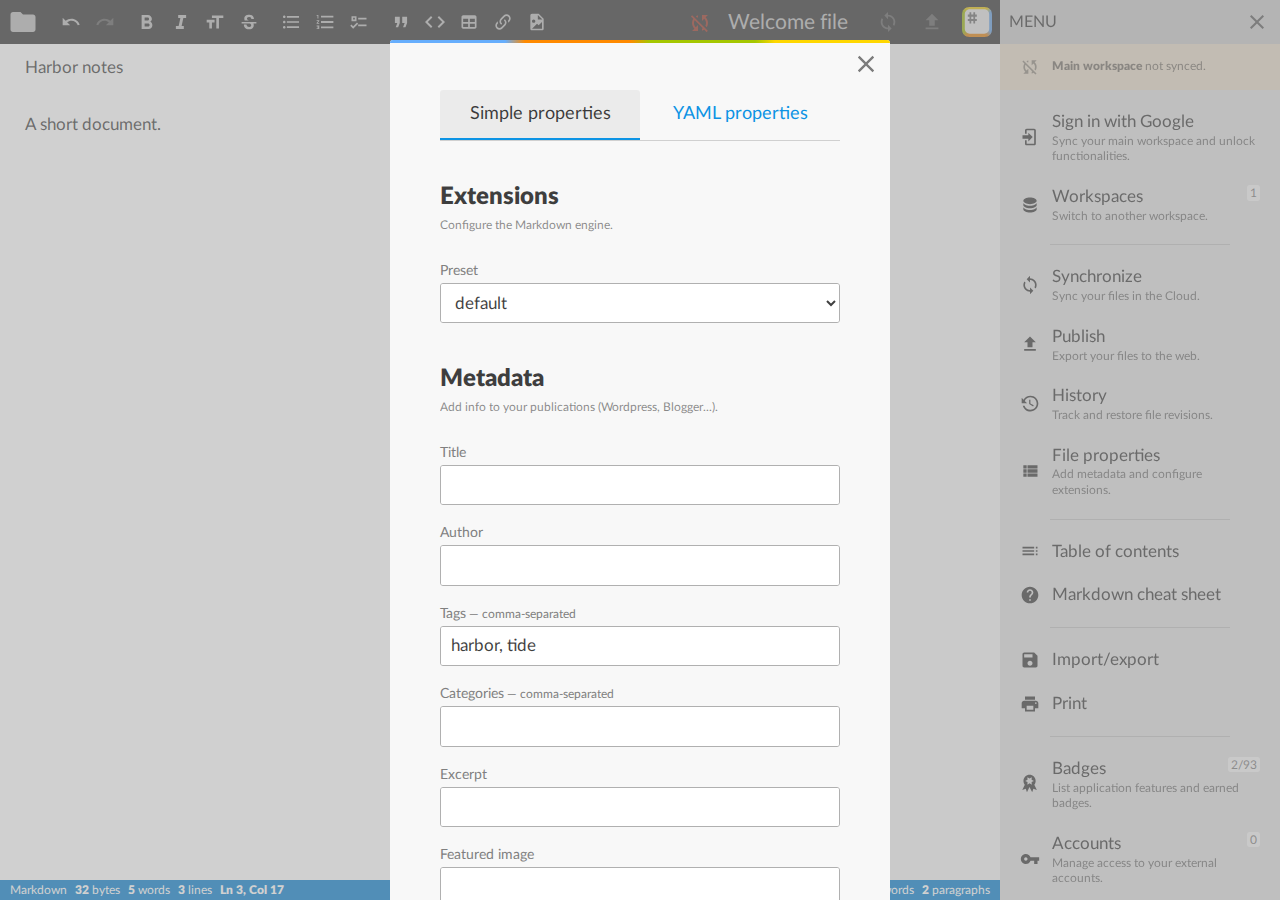 Welcome file
MENU
Harbor notes
A short document.
Simple properties
YAML properties
Extensions
Configure the Markdown engine.
Preset
default
Metadata
Add info to your publications (Wordpress, Blogger...).
Title
Author
Tags — comma-separated
harbor, tide
Categories — comma-separated
Excerpt
Featured image
Main workspace not synced.
Sign in with Google
Sync your main workspace and unlock
functionalities.
Workspaces
1
Switch to another workspace.
Synchronize
Sync your files in the Cloud.
Publish
Export your files to the web.
History
Track and restore file revisions.
File properties
Add metadata and configure
extensions.
Table of contents
Markdown cheat sheet
Import/export
Print
Badges
2/93
List application features and earned
badges.
Accounts
0
Manage access to your external
accounts.
Markdown 32 bytes 5 words 3 lines Ln 3, Col 17
2 paragraphs